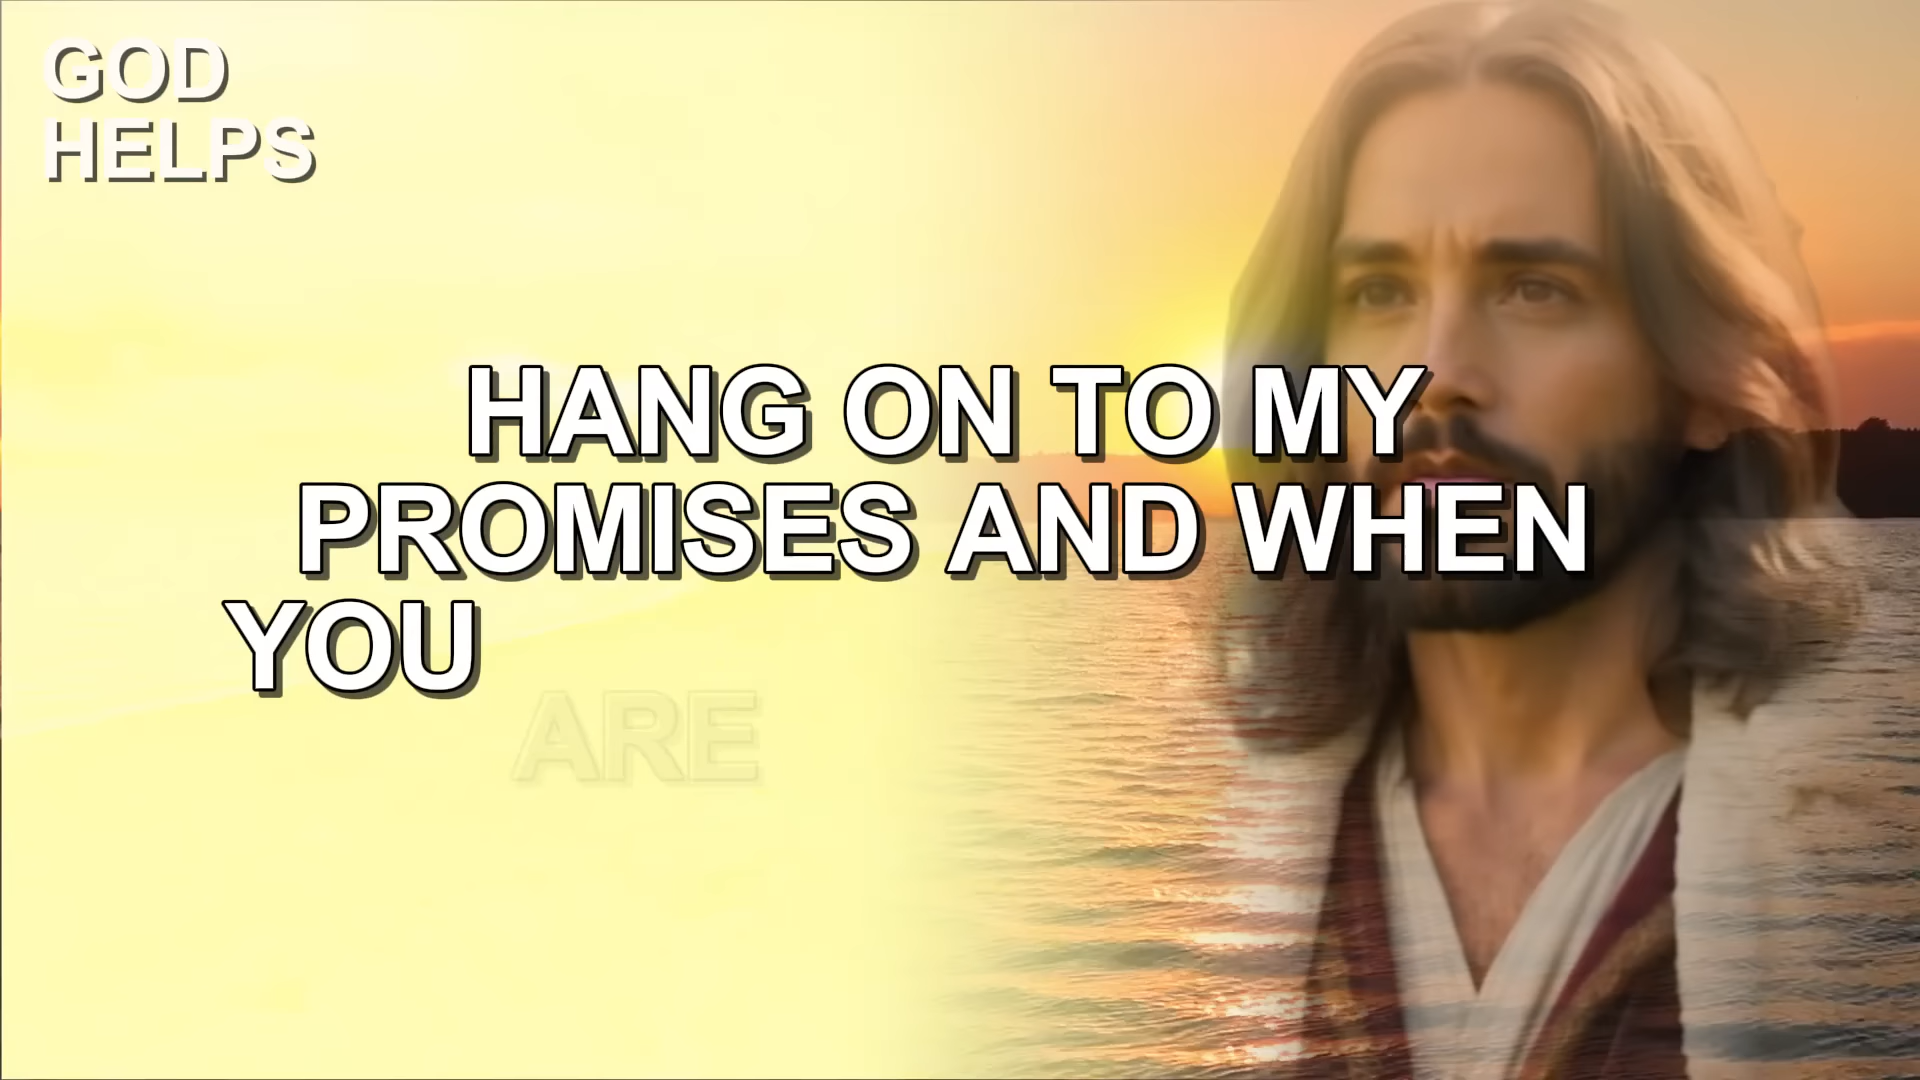 GOD
HELPS
HANG ON TO MY
PROMISES AND WHEN
YOU
ARE